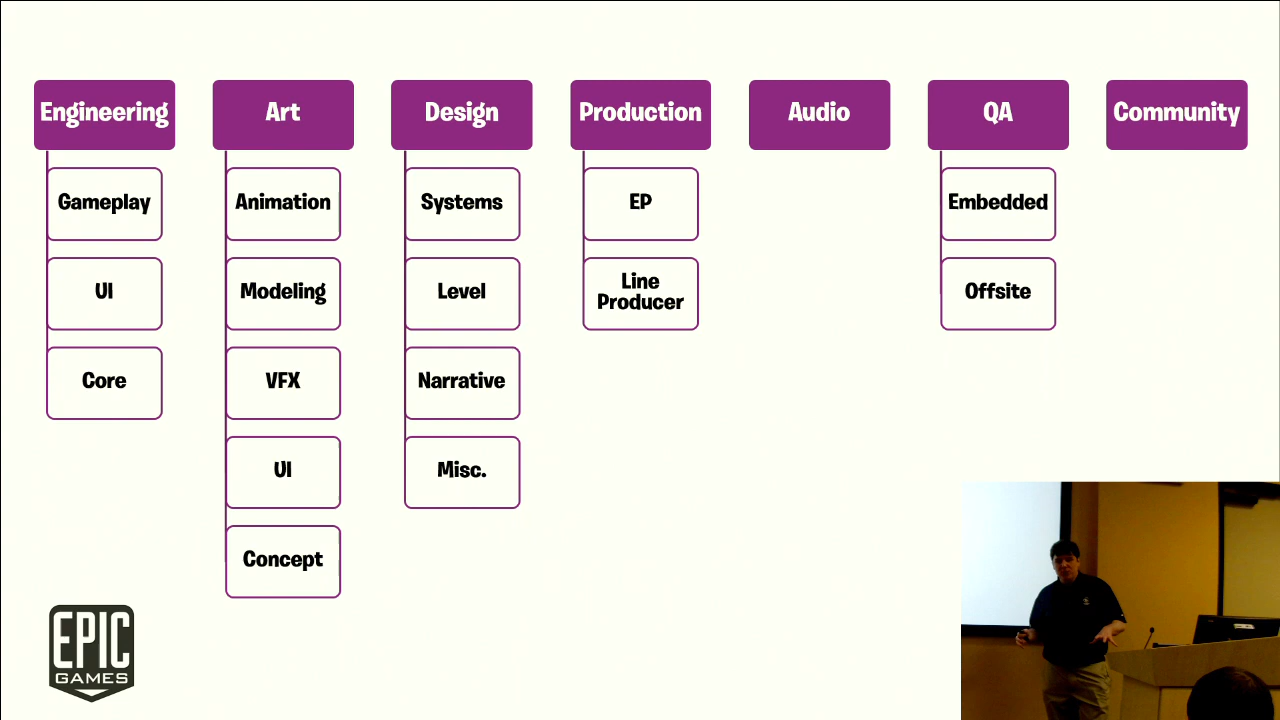 Engineering
Art
Design
Production
Audio
QA
Community
Gameplay
Animation
Systems
EP
Embedded
UI
Modeling
Level
Line
Producer
Offsite
Core
VFX
Narrative
UI
Misc.
Concept
EPIC
GAMES